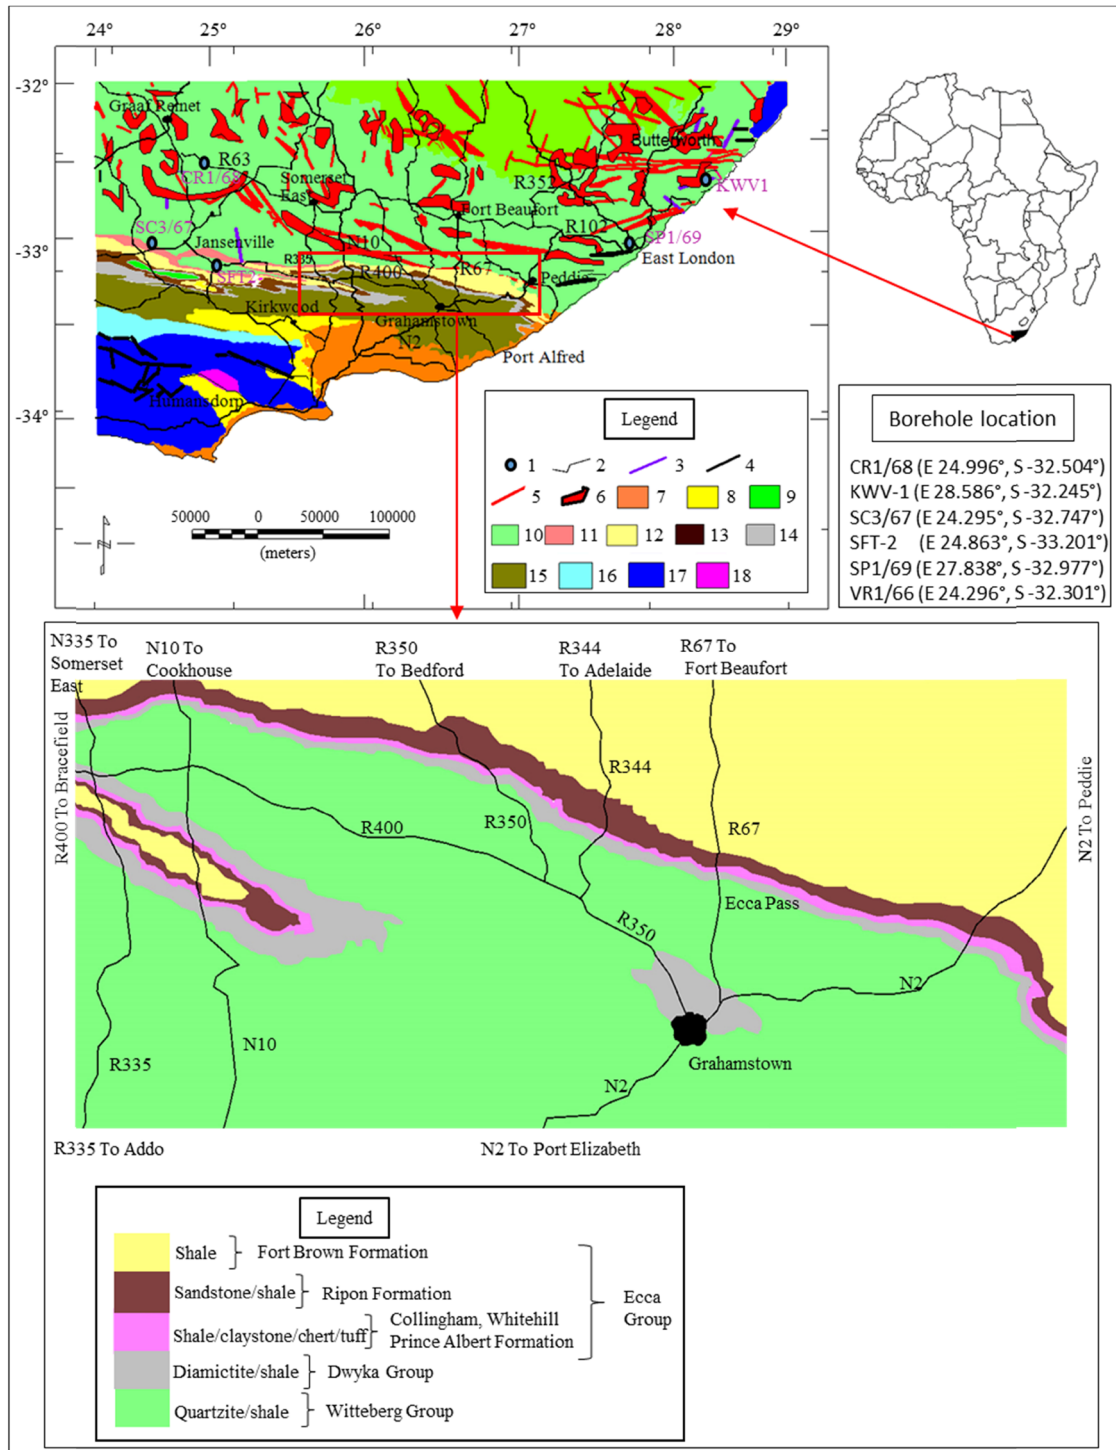 24° 25° 26° 27° 28° 29°
-32°
-33°
-34°
Graaf Reinet
R63
CR1/68
Somerset
East
SC3/67
Jansenville
N10
R335
R400
SFT2
Kirkwood
Grahamstown
N2
Humansdorp
Port Alfred
R67
Peddie
Fort Beaufort
R352
R102
Butterworth
KWV1
SP1/69
East London
50000 0 50000 100000
(meters)
N
Legend
1 2 3 4
5 6 7 8 9
10 11 12 13 14
15 16 17 18
Borehole location
CR1/68 (E 24.996°, S -32.504°)
KWV-1 (E 28.586°, S -32.245°)
SC3/67 (E 24.295°, S -32.747°)
SFT-2 (E 24.863°, S -33.201°)
SP1/69 (E 27.838°, S -32.977°)
VR1/66 (E 24.296°, S -32.301°)
N335 To
Somerset
East
N10 To
Cookhouse
R350
To Bedford
R344
To Adelaide
R67 To
Fort Beaufort
R400 To Bracefield
N2 To Peddie
R344
R350
R400
R67
Ecca Pass
R350
N2
R335
N10
Grahamstown
N2
R335 To Addo
N2 To Port Elizabeth
Legend
Shale Fort Brown Formation
Sandstone/shale Ripon Formation
Shale/claystone/chert/tuff Collingham, Whitehill
Prince Albert Formation
Ecca
Group
Diamictite/shale Dwyka Group
Quartzite/shale Witteberg Group